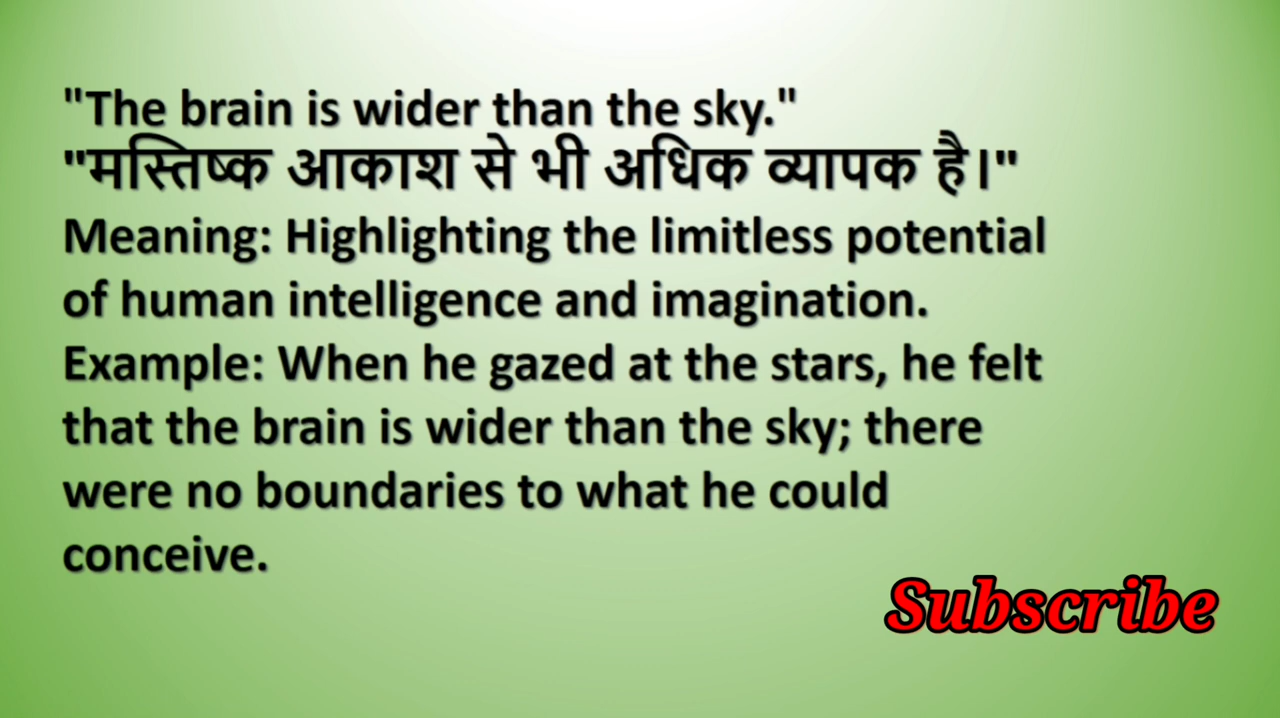 "The brain is wider than the sky."
"मस्तिष्क आकाश से भी अधिक व्यापक है।"
Meaning: Highlighting the limitless potential
of human intelligence and imagination.
Example: When he gazed at the stars, he felt
that the brain is wider than the sky; there
were no boundaries to what he could
conceive.
Subscribe